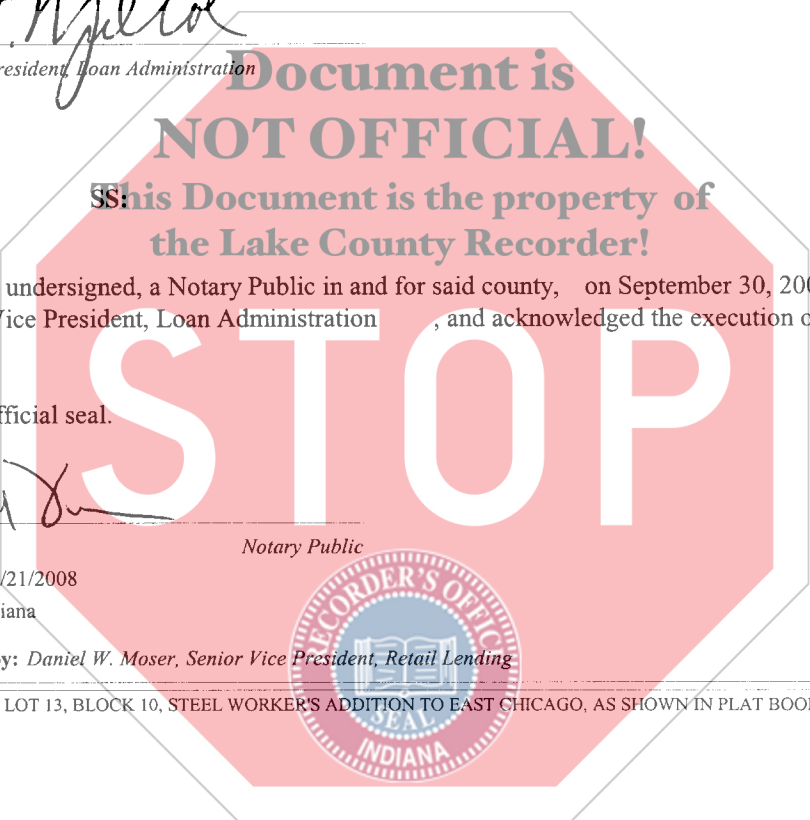 resident, Loan Administration
Document is
NOT OFFICIAL!
SS:
This Document is the property of
the Lake County Recorder!
undersigned, a Notary Public in and for said county, on September 30, 200
Vice President, Loan Administration , and acknowledged the execution o
fficial seal.
STOP
Notary Public
/21/2008
iana
RECORDER'S OFFICE
y: Daniel W. Moser, Senior Vice President, Retail Lending
LOT 13, BLOCK 10, STEEL WORKER'S ADDITION TO EAST CHICAGO, AS SHOWN IN PLAT BOO
SEAL
INDIANA